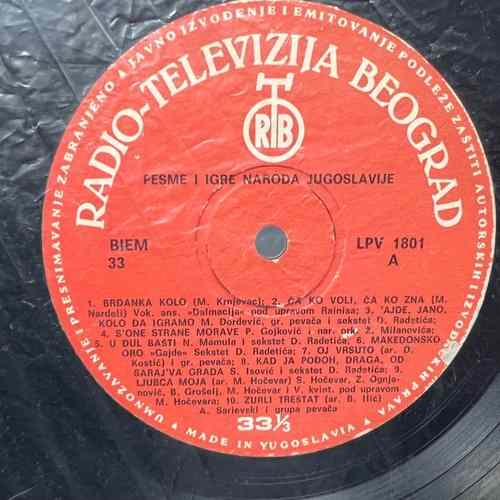 UMNOŽAVANJE I PRESNIMAVANJE ZABRANJENO ▲ JAVNO IZVOĐENJE I EMITOVANJE PODLEŽE ZAŠTITI AUTORSKIH I IZVOĐAČKIH PRAVA
RADIO-TELEVIZIJA BEOGRAD
RTB
PESME I IGRE NARODA JUGOSLAVIJE
BIEM LPV 1801
33 A
1. BRĐANKA KOLO (M. Krnjevac); 2. ČA KO VOLI, ČA KO ZNA (M.
Nardeli) Vok. ans. »Dalmacija« pod upravom Rainisa; 3. 'AJDE, JANO,
KOLO DA IGRAMO M. Đorđević, gr. pevača i sekstet D. Radetića;
4. S'ONE STRANE MORAVE P. Gojković i nar. ork. Ž. Milanovića;
5. U ĐUL BAŠTI N. Mamula i sekstet D. Radetića; 6. MAKEDONSKO
ORO »Gajde« Sekstet D. Radetića; 7. OJ VRŠUTO (ar. D.
Kostić) i gr. pevača; 8. KAD JA POĐOH, DRAGA, OD
SARAJ'VA GRADA S. Isović i sekstet D. Radetića; 9.
LJUBCA MOJA (ar. M. Hočevar) S. Hočevar, Z. Ognja-
nović, B. Grošelj, M. Hočevar i V. kvint. pod upravom
M. Hočevara; 10. ZURLI TREŠTAT (ar. B. Ilić)
A. Sarievski i grupa pevača
33⅓
▲ MADE IN YUGOSLAVIA ▲